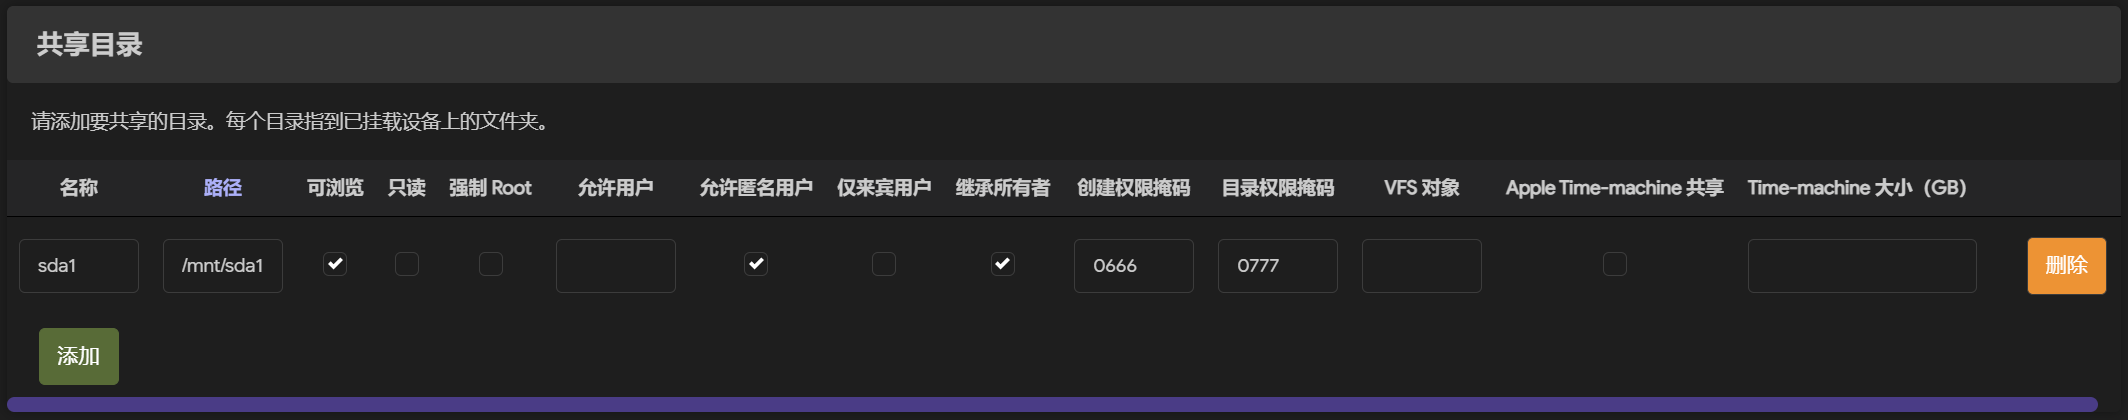 共享目录
请添加要共享的目录。每个目录指到已挂载设备上的文件夹。
名称 路径 可浏览 只读 强制 Root 允许用户 允许匿名用户 仅来宾用户 继承所有者 创建权限掩码 目录权限掩码 VFS 对象 Apple Time-machine 共享 Time-machine 大小（GB）
sda1 /mnt/sda1 0666 0777 删除
添加